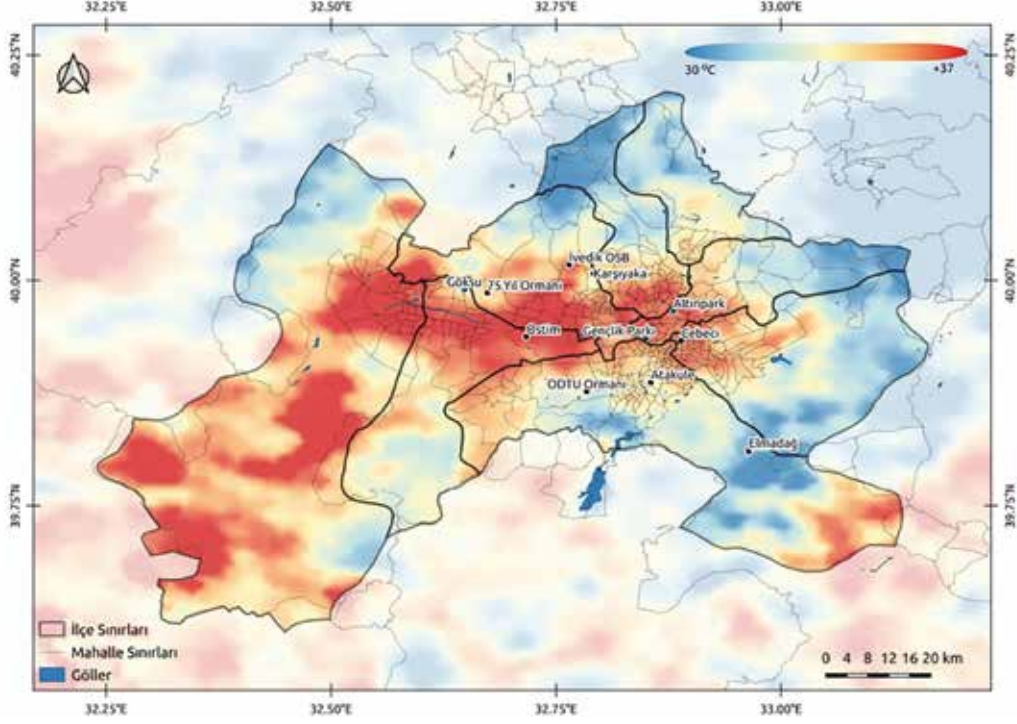 32.25°E 32.50°E 32.75°E 33.00°E
40.25°N 40.25°N
30 °C +37
İvedik OSB
Karşıyaka
40.00°N 40.00°N
Göksu 75.Yıl Ormanı
Altınpark
Ostim Gençlik Parkı Cebeci
Atakule
ODTÜ Ormanı
Elmadağ
39.75°N 39.75°N
İlçe Sınırları
Mahalle Sınırları
Göller
0 4 8 12 16 20 km
32.25°E 32.50°E 32.75°E 33.00°E